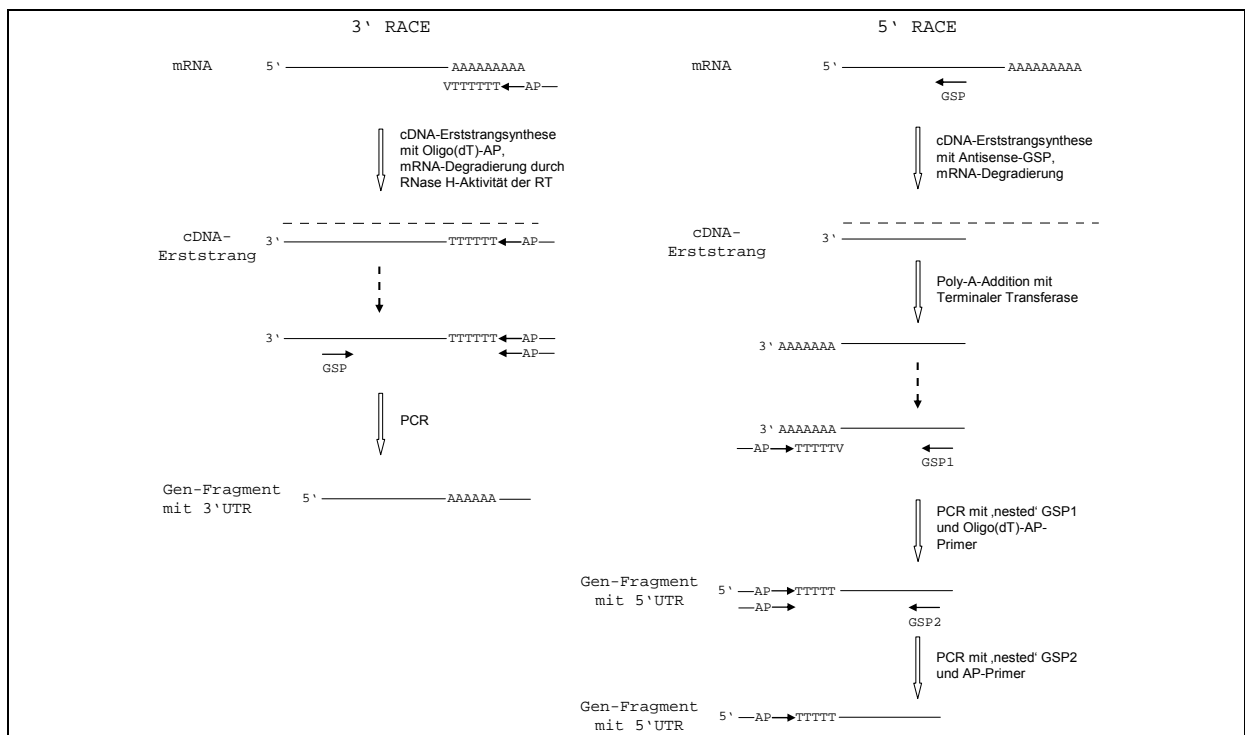 3‘ RACE
mRNA
5‘
AAAAAAAAA
VTTTTTT
AP
cDNA-Erststrangsynthese
mit Oligo(dT)-AP,
mRNA-Degradierung durch
RNase H-Aktivität der RT
cDNA-
Erststrang
3‘
TTTTTT
AP
3‘
TTTTTT
AP
AP
GSP
PCR
Gen-Fragment
mit 3‘UTR
5‘
AAAAAA
5‘ RACE
mRNA
5‘
AAAAAAAAA
GSP
cDNA-Erststrangsynthese
mit Antisense-GSP,
mRNA-Degradierung
cDNA-
Erststrang
3‘
Poly-A-Addition mit
Terminaler Transferase
3‘ AAAAAAA
3‘ AAAAAAA
AP
TTTTTV
GSP1
PCR mit ‚nested‘ GSP1
und Oligo(dT)-AP-
Primer
Gen-Fragment
mit 5‘UTR
5‘
AP
TTTTT
AP
GSP2
PCR mit ‚nested‘ GSP2
und AP-Primer
Gen-Fragment
mit 5‘UTR
5‘
AP
TTTTT